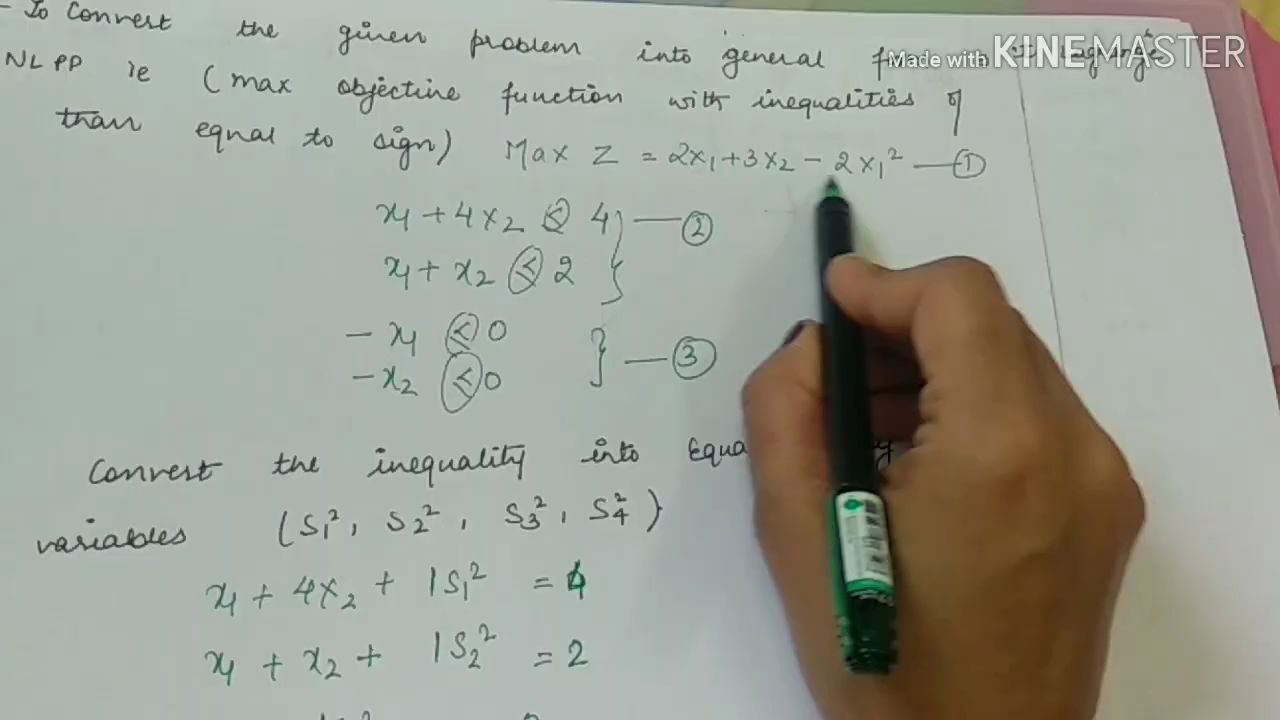 - To Convert the given problem into general
Made with KINEMASTER
NLPP ie (max objective function with inequalities of
than equal to sign) Max Z = 2x₁ + 3x₂ - 2x₁² — ①
x₁ + 4x₂ ≤ 4 } — ②
x₁ + x₂ ≤ 2
- x₁ ≤ 0 } — ③
- x₂ ≤ 0
Convert the inequality into
variables (S₁², S₂², S₃², S₄²)
x₁ + 4x₂ + 1S₁² = 4
x₁ + x₂ + 1S₂² = 2